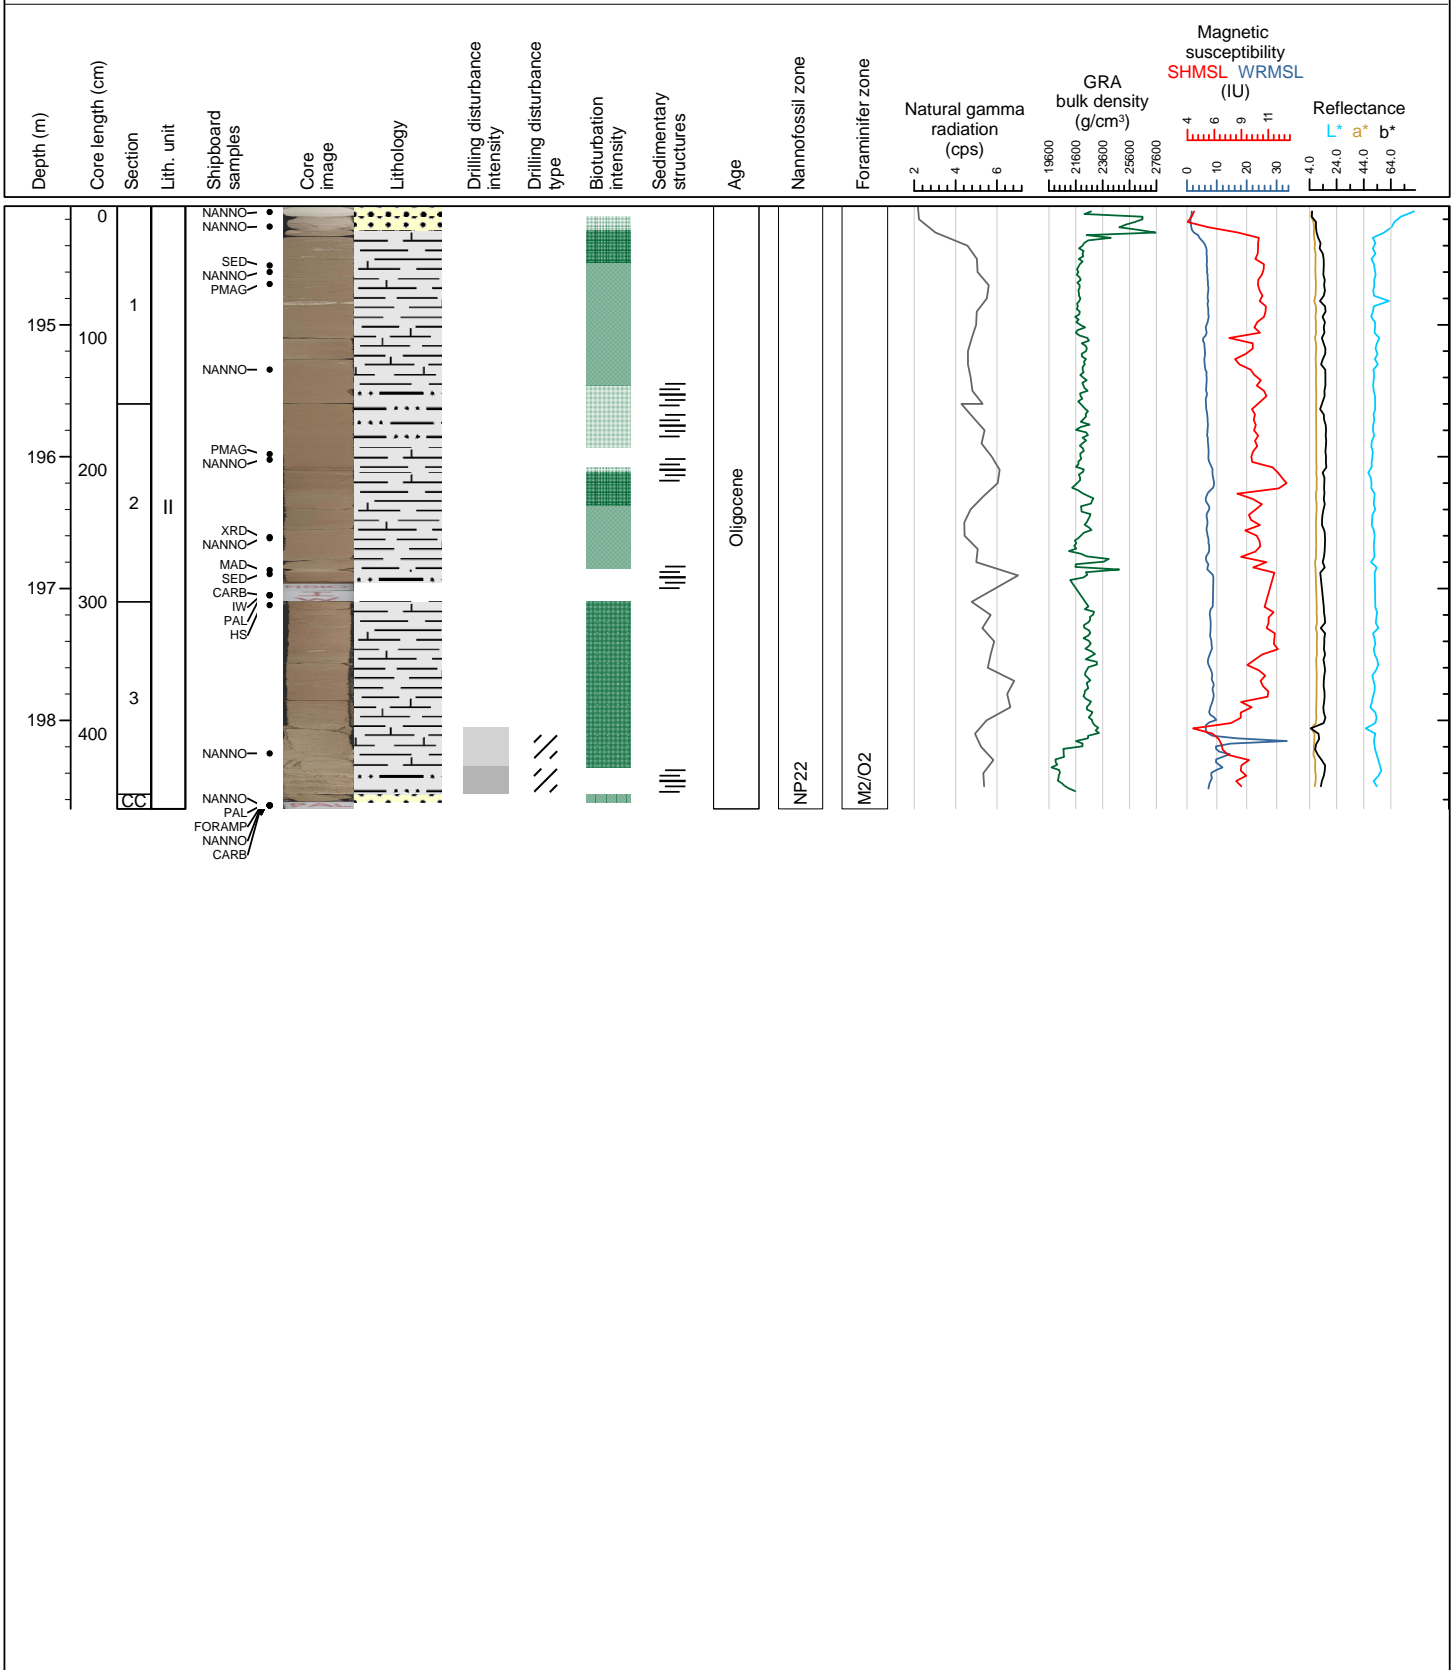 Depth (m)
Core length (cm)
Section
Lith. unit
Shipboard
samples
Core
image
Lithology
Drilling disturbance
intensity
Drilling disturbance
type
Bioturbation
intensity
Sedimentary
structures
Age
Nannofossil zone
Foraminifer zone
Natural gamma
radiation
(cps)
2 4 6
GRA
bulk density
(g/cm³)
19600 21600 23600 25600 27600
Magnetic
susceptibility
SHMSL WRMSL
(IU)
4 6 9 11
0 10 20 30
Reflectance
L* a* b*
4.0 24.0 44.0 64.0
195
196
197
198
0
100
200
300
400
1
2
3
CC
II
NANNO
NANNO
SED
NANNO
PMAG
NANNO
PMAG
NANNO
XRD
NANNO
MAD
SED
CARB
IW
PAL
HS
NANNO
NANNO
PAL
FORAMP
NANNO
CARB
Oligocene
NP22
M2/O2